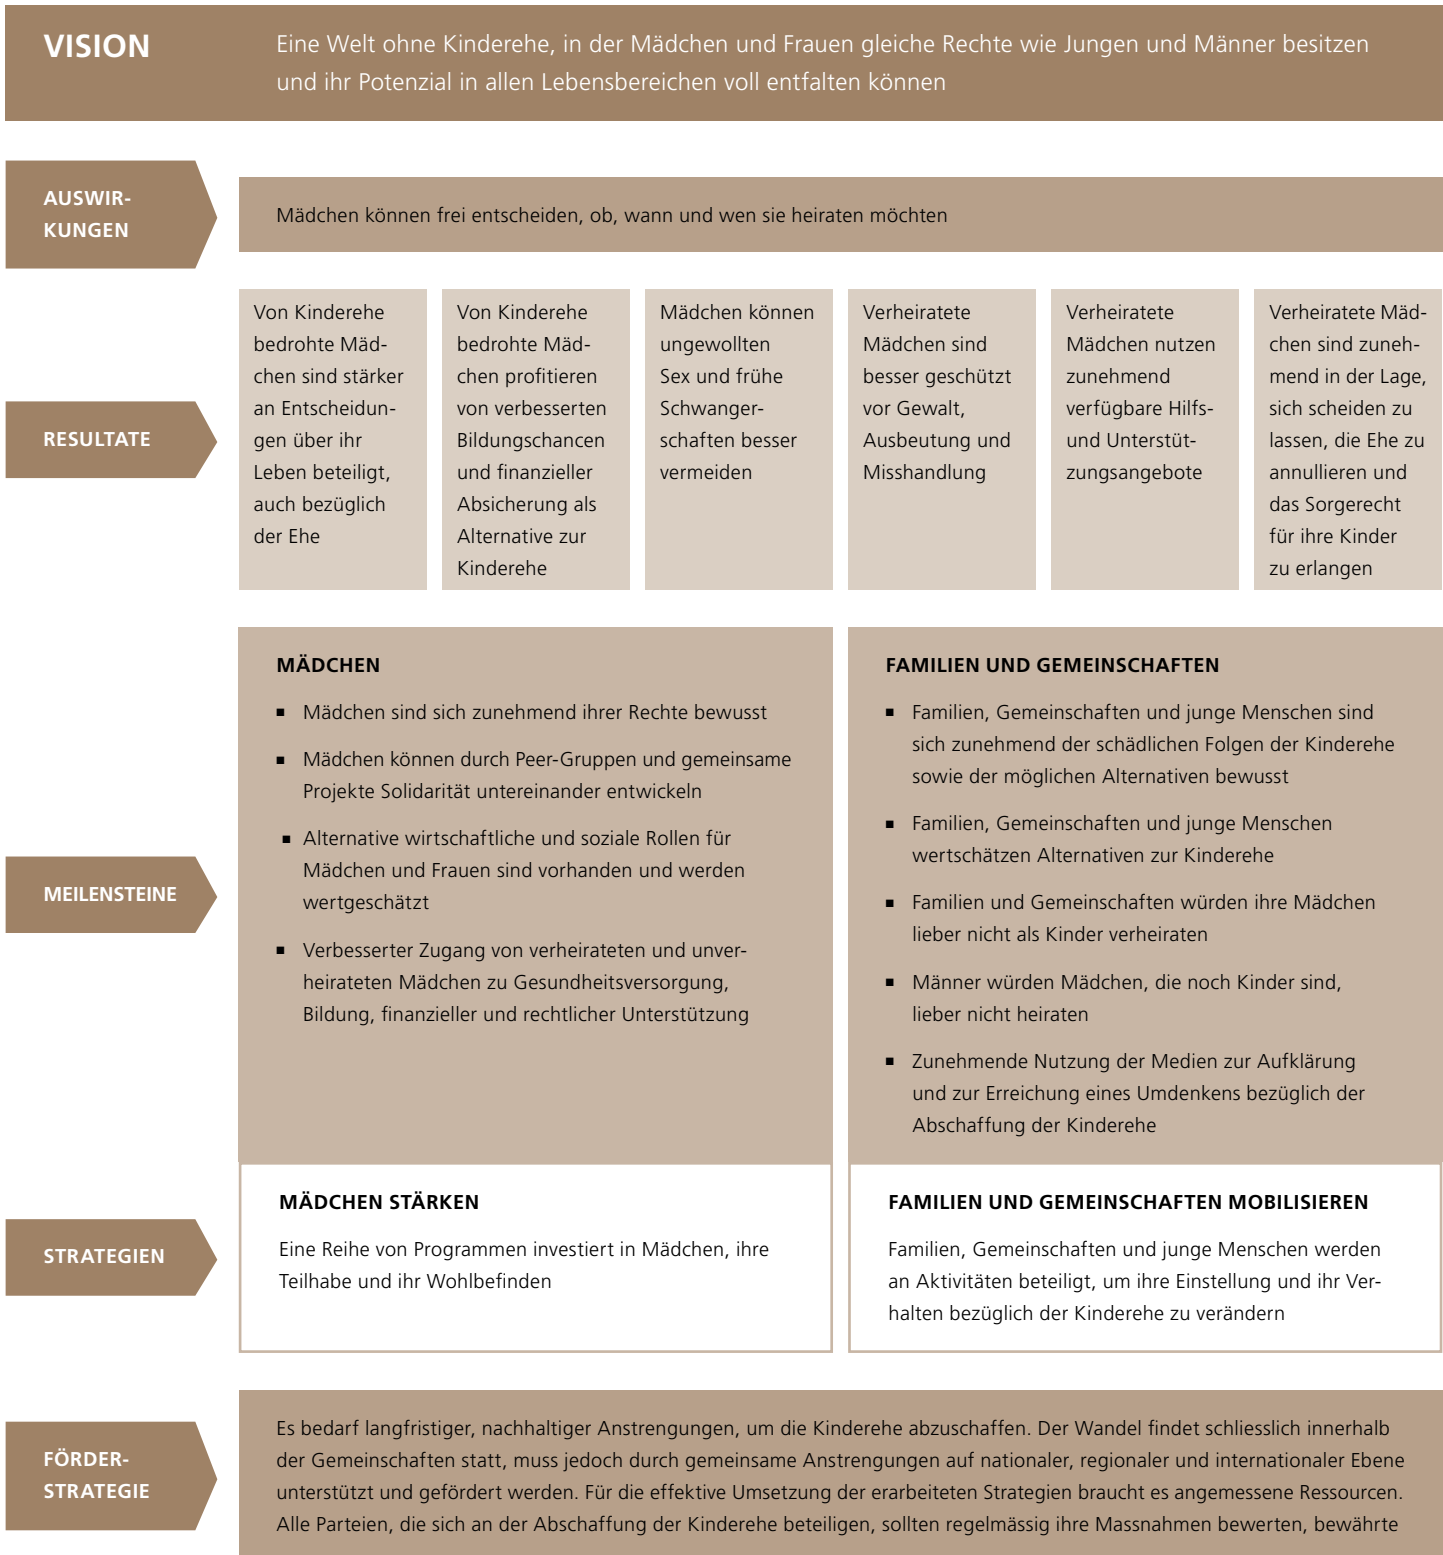 VISION
Eine Welt ohne Kinderehe, in der Mädchen und Frauen gleiche Rechte wie Jungen und Männer besitzen
und ihr Potenzial in allen Lebensbereichen voll entfalten können
AUSWIR-
KUNGEN
Mädchen können frei entscheiden, ob, wann und wen sie heiraten möchten
RESULTATE
Von Kinderehe
bedrohte Mäd-
chen sind stärker
an Entscheidun-
gen über ihr
Leben beteiligt,
auch bezüglich
der Ehe
Von Kinderehe
bedrohte Mäd-
chen profitieren
von verbesserten
Bildungschancen
und finanzieller
Absicherung als
Alternative zur
Kinderehe
Mädchen können
ungewollten
Sex und frühe
Schwanger-
schaften besser
vermeiden
Verheiratete
Mädchen sind
besser geschützt
vor Gewalt,
Ausbeutung und
Misshandlung
Verheiratete
Mädchen nutzen
zunehmend
verfügbare Hilfs-
und Unterstüt-
zungsangebote
Verheiratete Mäd-
chen sind zuneh-
mend in der Lage,
sich scheiden zu
lassen, die Ehe zu
annullieren und
das Sorgerecht
für ihre Kinder
zu erlangen
MEILENSTEINE
MÄDCHEN
▪ Mädchen sind sich zunehmend ihrer Rechte bewusst
▪ Mädchen können durch Peer-Gruppen und gemeinsame
Projekte Solidarität untereinander entwickeln
▪ Alternative wirtschaftliche und soziale Rollen für
Mädchen und Frauen sind vorhanden und werden
wertgeschätzt
▪ Verbesserter Zugang von verheirateten und unver-
heirateten Mädchen zu Gesundheitsversorgung,
Bildung, finanzieller und rechtlicher Unterstützung
FAMILIEN UND GEMEINSCHAFTEN
▪ Familien, Gemeinschaften und junge Menschen sind
sich zunehmend der schädlichen Folgen der Kinderehe
sowie der möglichen Alternativen bewusst
▪ Familien, Gemeinschaften und junge Menschen
wertschätzen Alternativen zur Kinderehe
▪ Familien und Gemeinschaften würden ihre Mädchen
lieber nicht als Kinder verheiraten
▪ Männer würden Mädchen, die noch Kinder sind,
lieber nicht heiraten
▪ Zunehmende Nutzung der Medien zur Aufklärung
und zur Erreichung eines Umdenkens bezüglich der
Abschaffung der Kinderehe
STRATEGIEN
MÄDCHEN STÄRKEN
Eine Reihe von Programmen investiert in Mädchen, ihre
Teilhabe und ihr Wohlbefinden
FAMILIEN UND GEMEINSCHAFTEN MOBILISIEREN
Familien, Gemeinschaften und junge Menschen werden
an Aktivitäten beteiligt, um ihre Einstellung und ihr Ver-
halten bezüglich der Kinderehe zu verändern
FÖRDER-
STRATEGIE
Es bedarf langfristiger, nachhaltiger Anstrengungen, um die Kinderehe abzuschaffen. Der Wandel findet schliesslich innerhalb
der Gemeinschaften statt, muss jedoch durch gemeinsame Anstrengungen auf nationaler, regionaler und internationaler Ebene
unterstützt und gefördert werden. Für die effektive Umsetzung der erarbeiteten Strategien braucht es angemessene Ressourcen.
Alle Parteien, die sich an der Abschaffung der Kinderehe beteiligen, sollten regelmässig ihre Massnahmen bewerten, bewährte